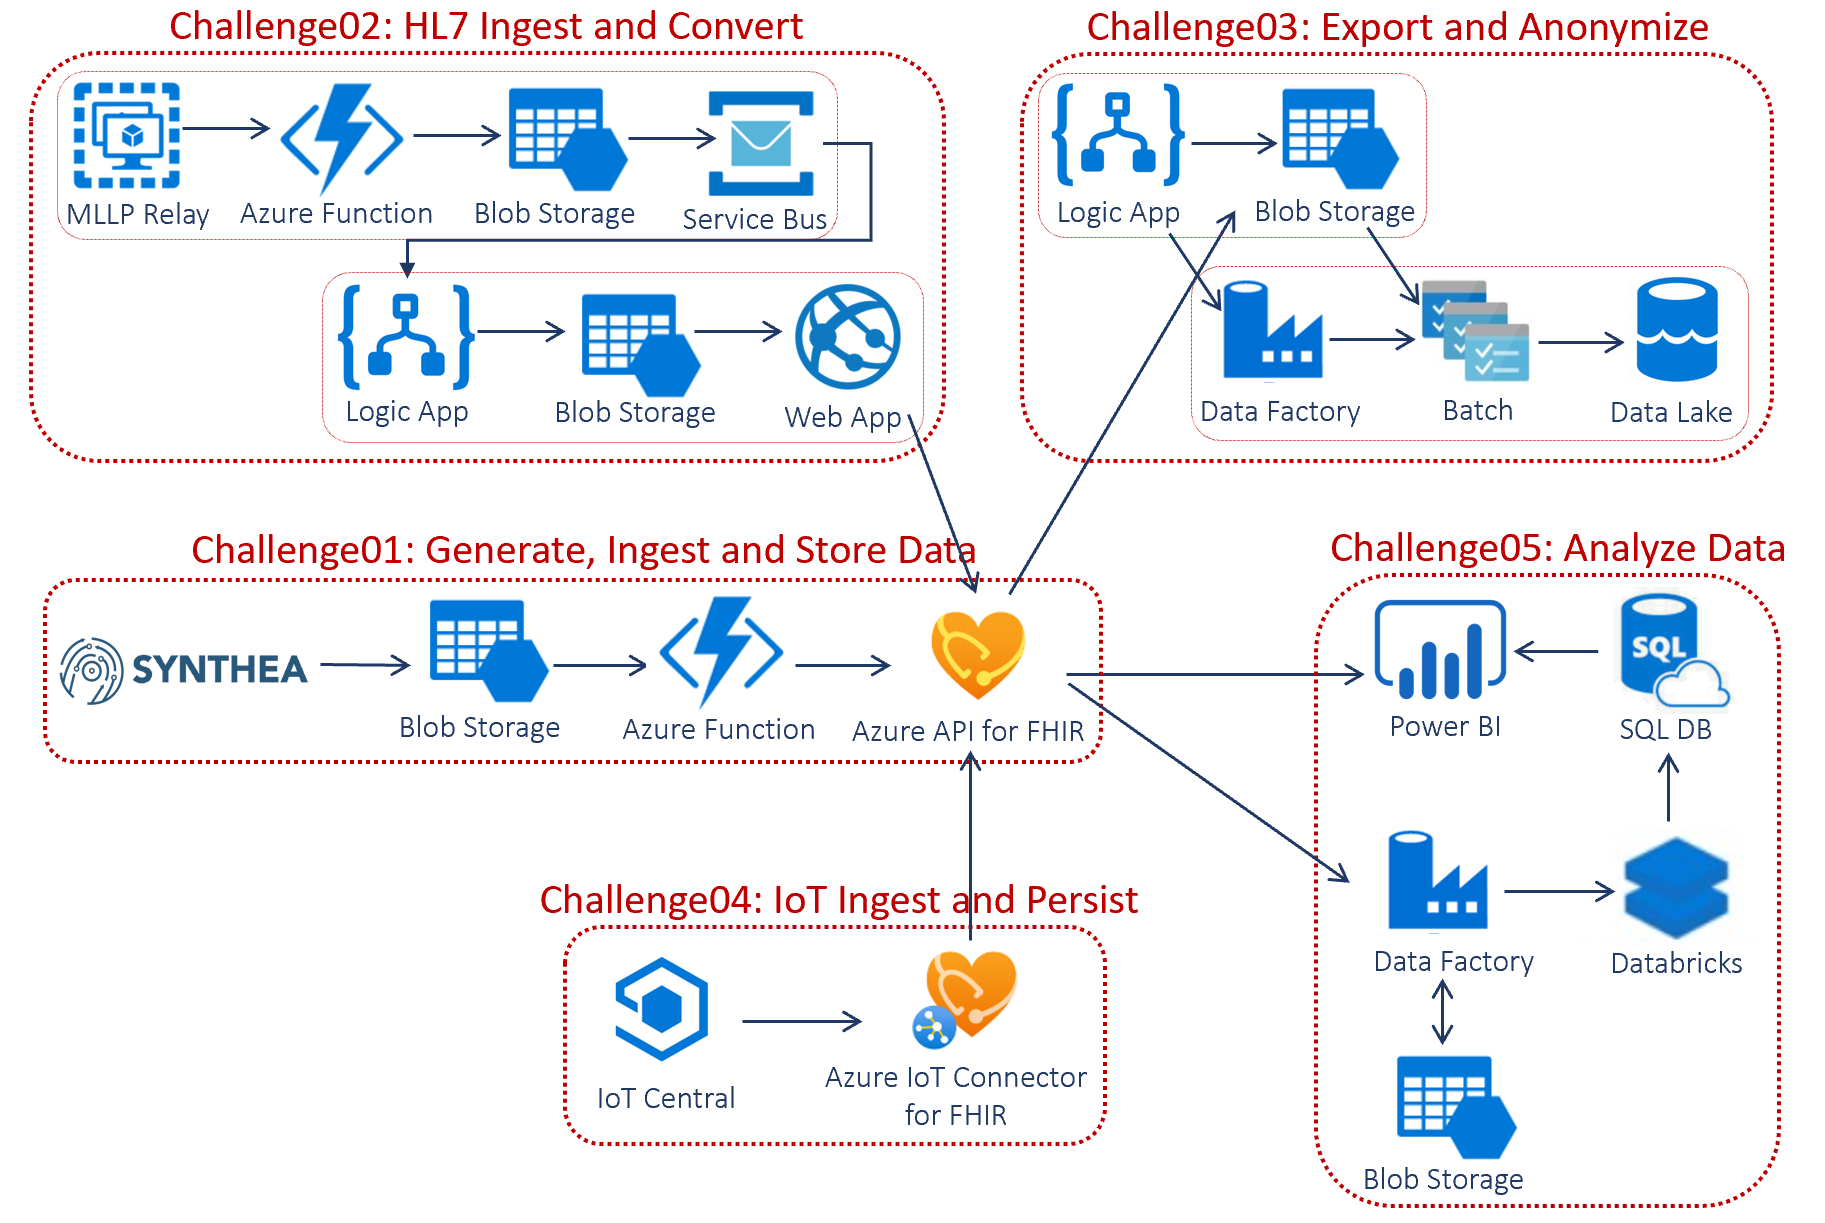 Challenge02: HL7 Ingest and Convert
MLLP Relay
Azure Function
Blob Storage
Service Bus
Logic App
Blob Storage
Web App
Challenge03: Export and Anonymize
Logic App
Blob Storage
Data Factory
Batch
Data Lake
Challenge01: Generate, Ingest and Store Data
SYNTHEA
Blob Storage
Azure Function
Azure API for FHIR
Challenge05: Analyze Data
Power BI
SQL
SQL DB
Data Factory
Databricks
Blob Storage
Challenge04: IoT Ingest and Persist
IoT Central
Azure IoT Connector
for FHIR